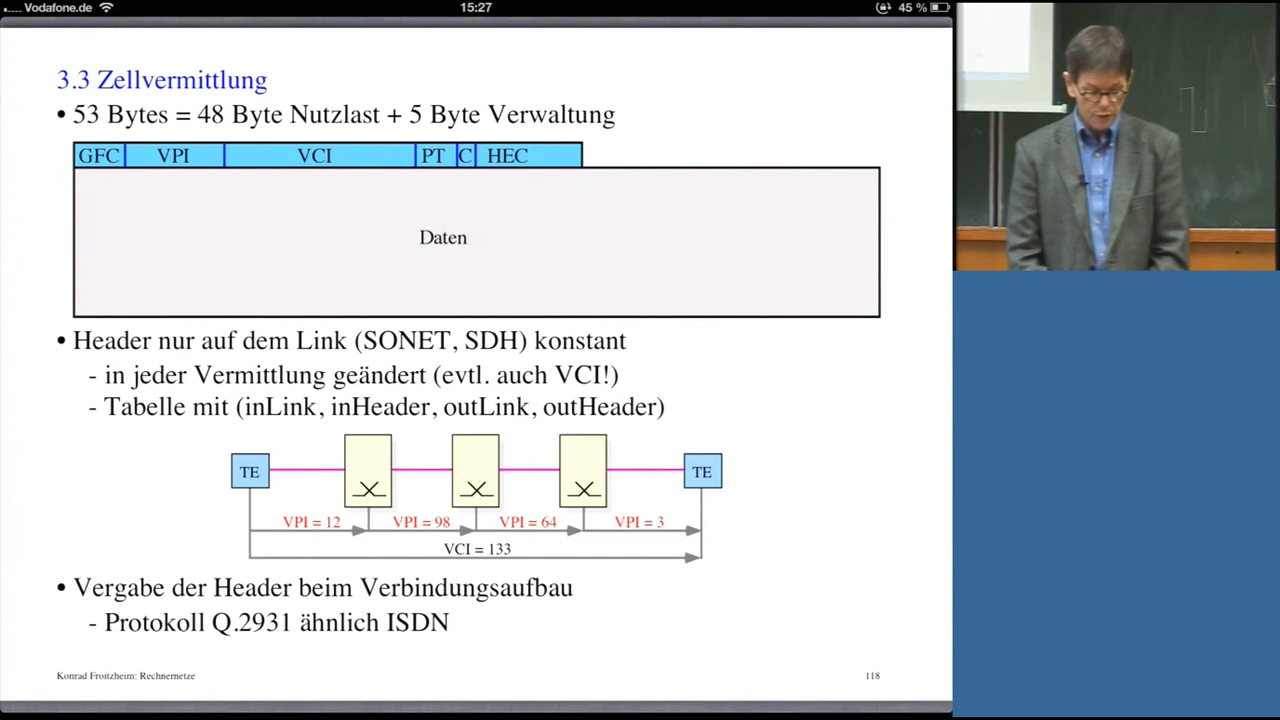 Vodafone.de 15:27 45 %
3.3 Zellvermittlung
• 53 Bytes = 48 Byte Nutzlast + 5 Byte Verwaltung
GFC VPI VCI PT C HEC
Daten
• Header nur auf dem Link (SONET, SDH) konstant
- in jeder Vermittlung geändert (evtl. auch VCI!)
- Tabelle mit (inLink, inHeader, outLink, outHeader)
TE TE
VPI = 12 VPI = 98 VPI = 64 VPI = 3
VCI = 133
• Vergabe der Header beim Verbindungsaufbau
- Protokoll Q.2931 ähnlich ISDN
Konrad Froitzheim: Rechnernetze 118